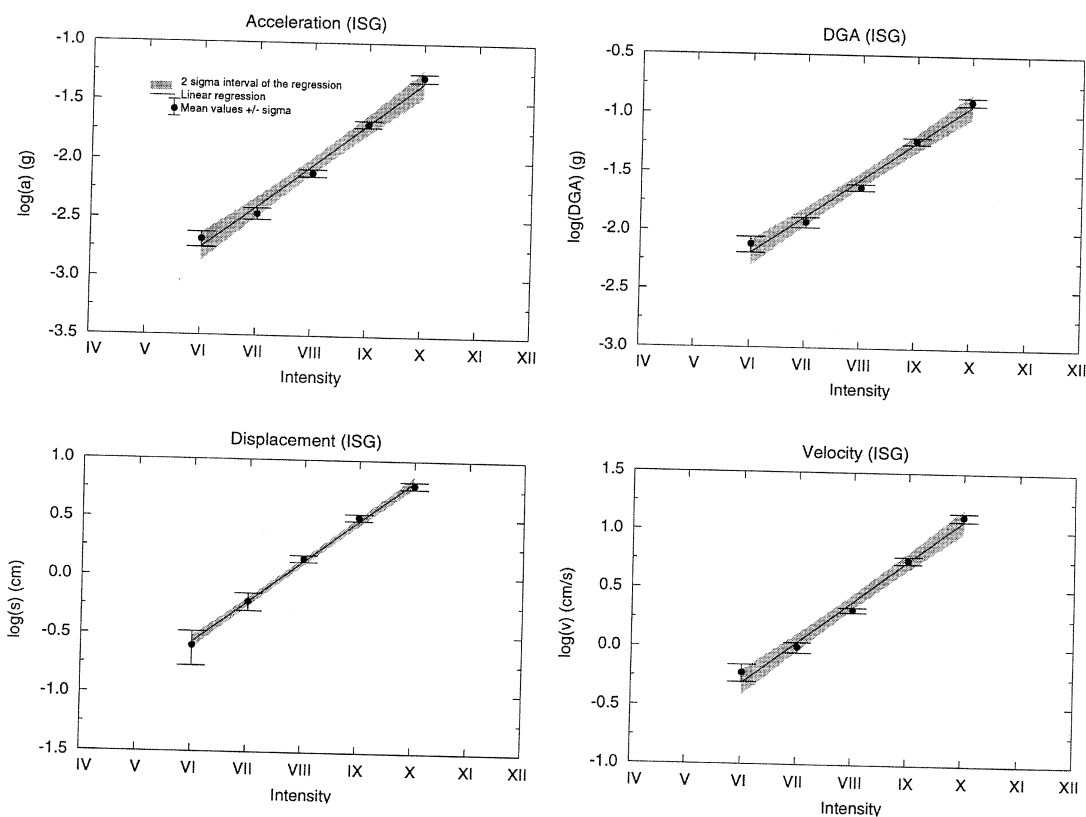 Acceleration (ISG)
-1.0
-1.5
-2.0
-2.5
-3.0
-3.5
log(a) (g)
2 sigma interval of the regression
Linear regression
Mean values +/- sigma
IV V VI VII VIII IX X XI XII
Intensity
DGA (ISG)
-0.5
-1.0
-1.5
-2.0
-2.5
-3.0
log(DGA) (g)
IV V VI VII VIII IX X XI XII
Intensity
Displacement (ISG)
1.0
0.5
0.0
-0.5
-1.0
-1.5
log(s) (cm)
IV V VI VII VIII IX X XI XII
Intensity
Velocity (ISG)
1.5
1.0
0.5
0.0
-0.5
-1.0
log(v) (cm/s)
IV V VI VII VIII IX X XI XII
Intensity